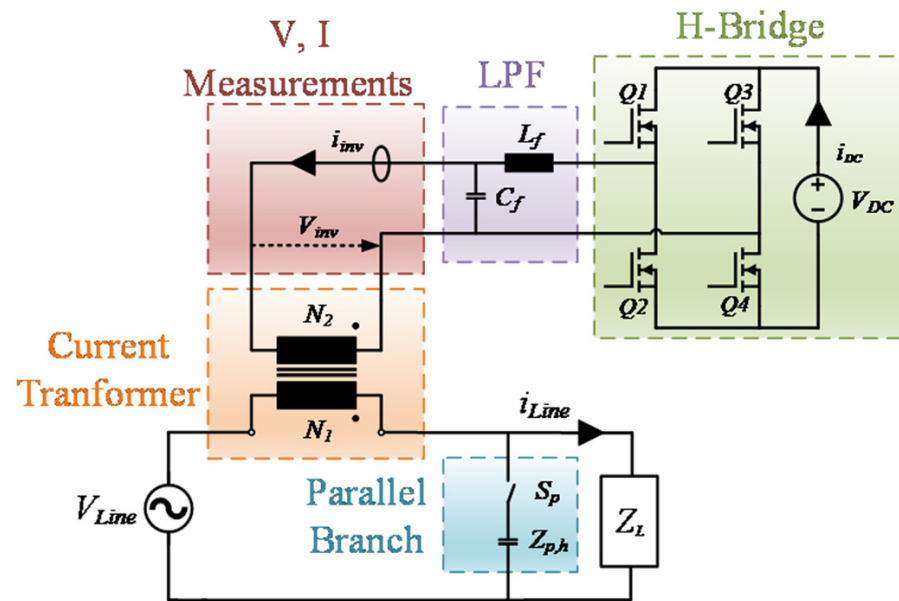 V, I
Measurements
LPF
H-Bridge
Q1
Q3
i_inv
L_f
i_DC
C_f
V_DC
V_inv
Q2
Q4
N_2
Current
Tranformer
N_1
i_Line
Parallel
Branch
S_p
Z_p,h
V_Line
Z_L